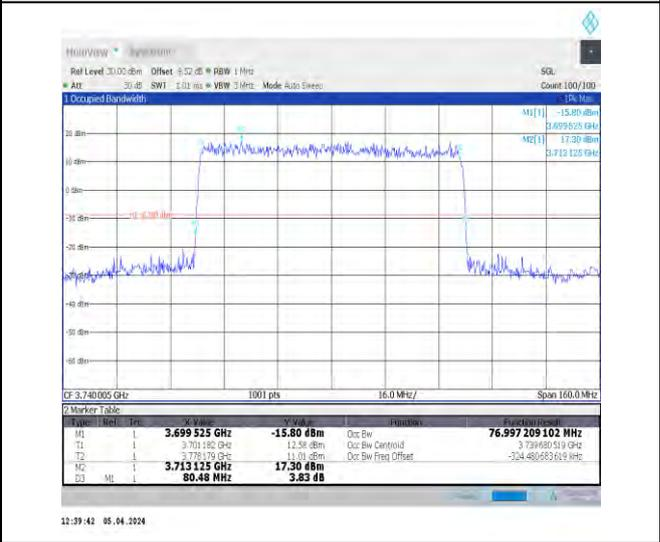 MultiView Spectrum
Ref Level 30.00 dBm Offset 9.52 dB RBW 1 MHz SGL
Att 30 dB SWT 1.01 ms VBW 3 MHz Mode Auto Sweep Count 100/100
1 Occupied Bandwidth 1Pk Max
M1[1] -15.80 dBm
3.699525 GHz
M2[1] 17.30 dBm
3.713125 GHz
20 dBm
10 dBm
0 dBm
-20 dBm
-40 dBm
-50 dBm
-60 dBm
CF 3.740005 GHz 1001 pts 16.0 MHz/ Span 160.0 MHz
2 Marker Table
Type Ref Trc X-Value Y-Value Function Function Result
M1 1 3.699 525 GHz -15.80 dBm Occ Bw 76.997 209 102 MHz
T1 1 3.701 182 GHz 12.58 dBm Occ Bw Centroid 3.739 680 519 GHz
T2 1 3.778 179 GHz 11.01 dBm Occ Bw Freq Offset -324.480 683 619 kHz
M2 1 3.713 125 GHz 17.30 dBm
D3 M1 1 80.48 MHz 3.83 dB
12:39:42 05.04.2024